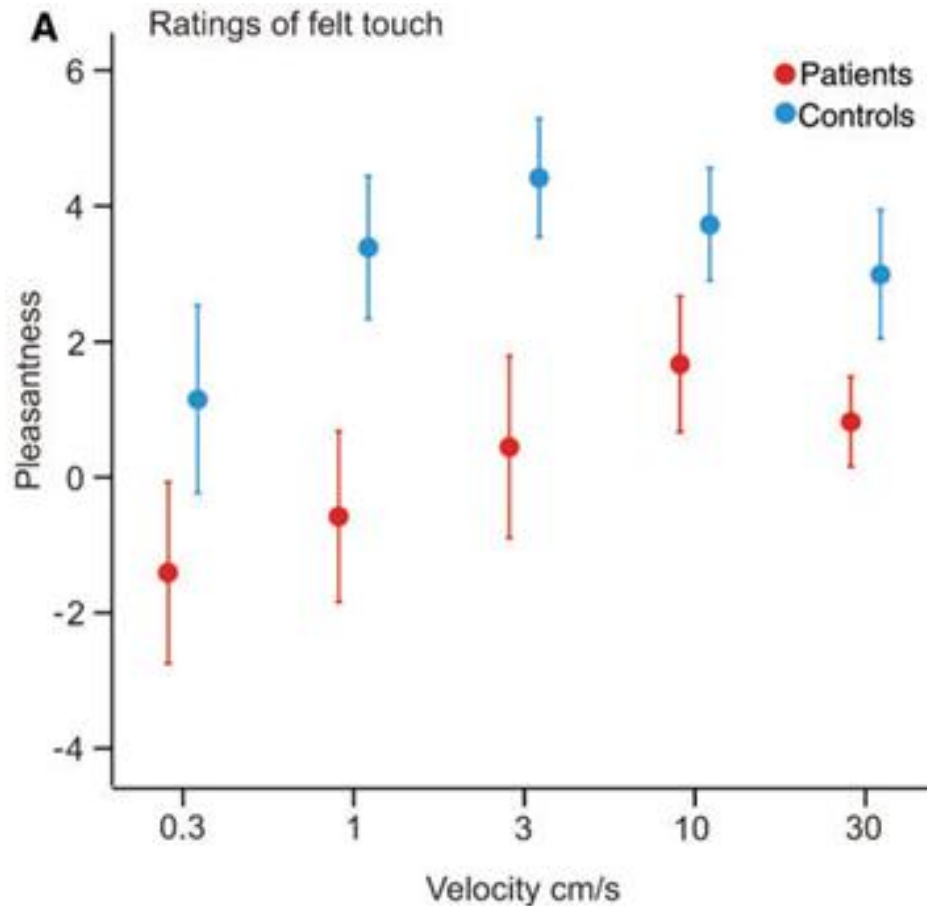 A Ratings of felt touch
Patients
Controls
6
4
2
0
-2
-4
Pleasantness
0.3 1 3 10 30
Velocity cm/s